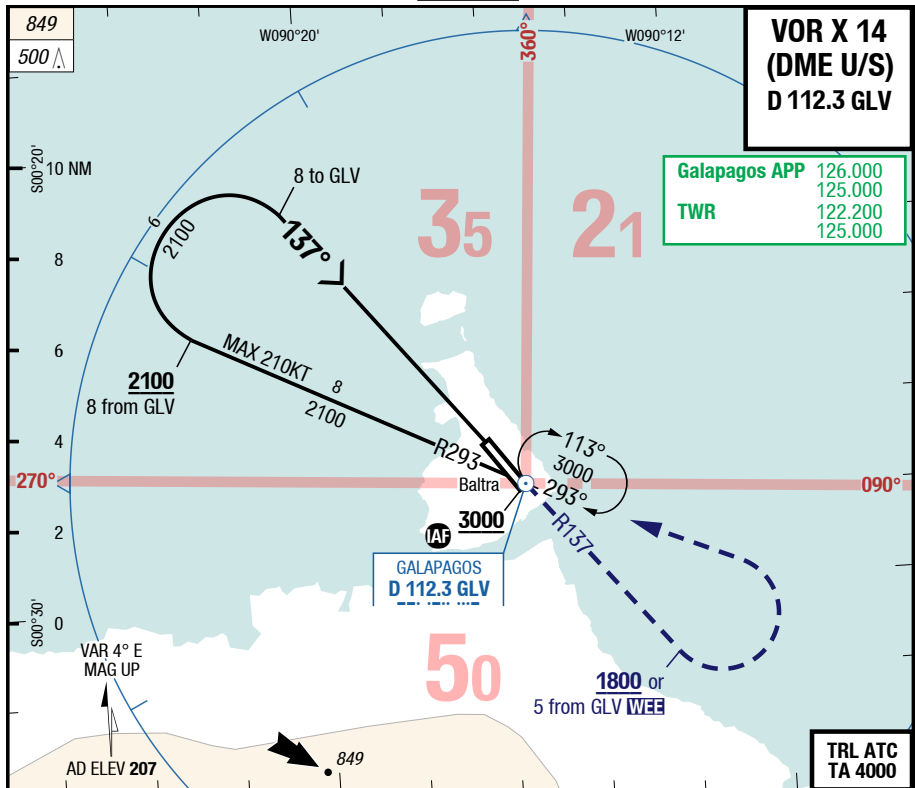 849
500
W090°20'
360°
W090°12'
VOR X 14
(DME U/S)
D 112.3 GLV
Galapagos APP 126.000
125.000
TWR 122.200
125.000
S00°20'
10 NM
8 to GLV
137°
35
21
6
2100
8
6
MAX 210KT
8
2100
2100
8 from GLV
4
R293
113°
3000
293°
270°
Baltra
090°
3000
2
IAF
R137
GALAPAGOS
D 112.3 GLV
S00°30'
0
VAR 4° E
MAG UP
50
1800 or
5 from GLV WEE
849
AD ELEV 207
TRL ATC
TA 4000